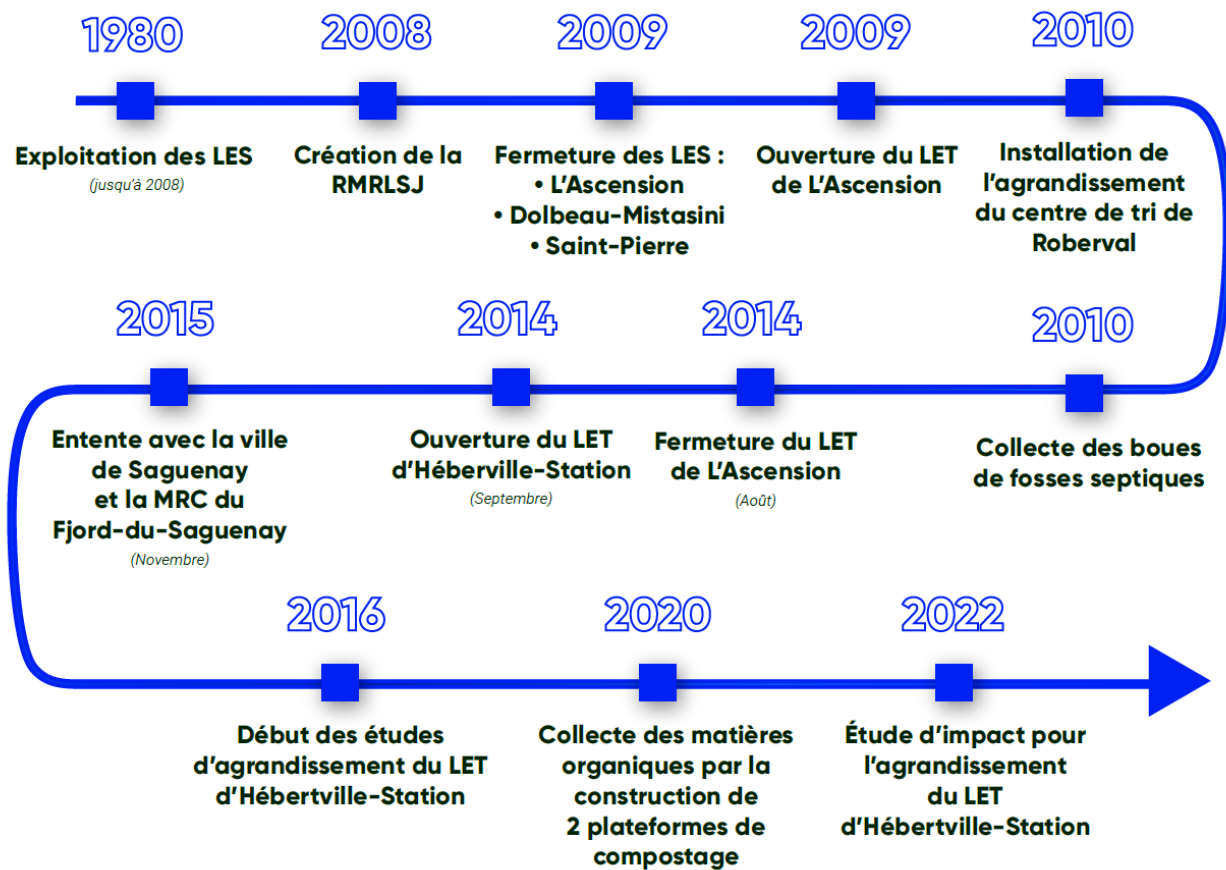 1980
Exploitation des LES
(jusqu'à 2008)
2008
Création de la
RMRLSJ
2009
Fermeture des LES :
• L'Ascension
• Dolbeau-Mistasini
• Saint-Pierre
2009
Ouverture du LET
de L'Ascension
2010
Installation de
l'agrandissement
du centre de tri de
Roberval
2010
Collecte des boues
de fosses septiques
2014
Fermeture du LET
de L'Ascension
(Août)
2014
Ouverture du LET
d'Héberville-Station
(Septembre)
2015
Entente avec la ville
de Saguenay
et la MRC du
Fjord-du-Saguenay
(Novembre)
2016
Début des études
d'agrandissement du LET
d'Hébertville-Station
2020
Collecte des matières
organiques par la
construction de
2 plateformes de
compostage
2022
Étude d'impact pour
l'agrandissement
du LET
d'Hébertville-Station